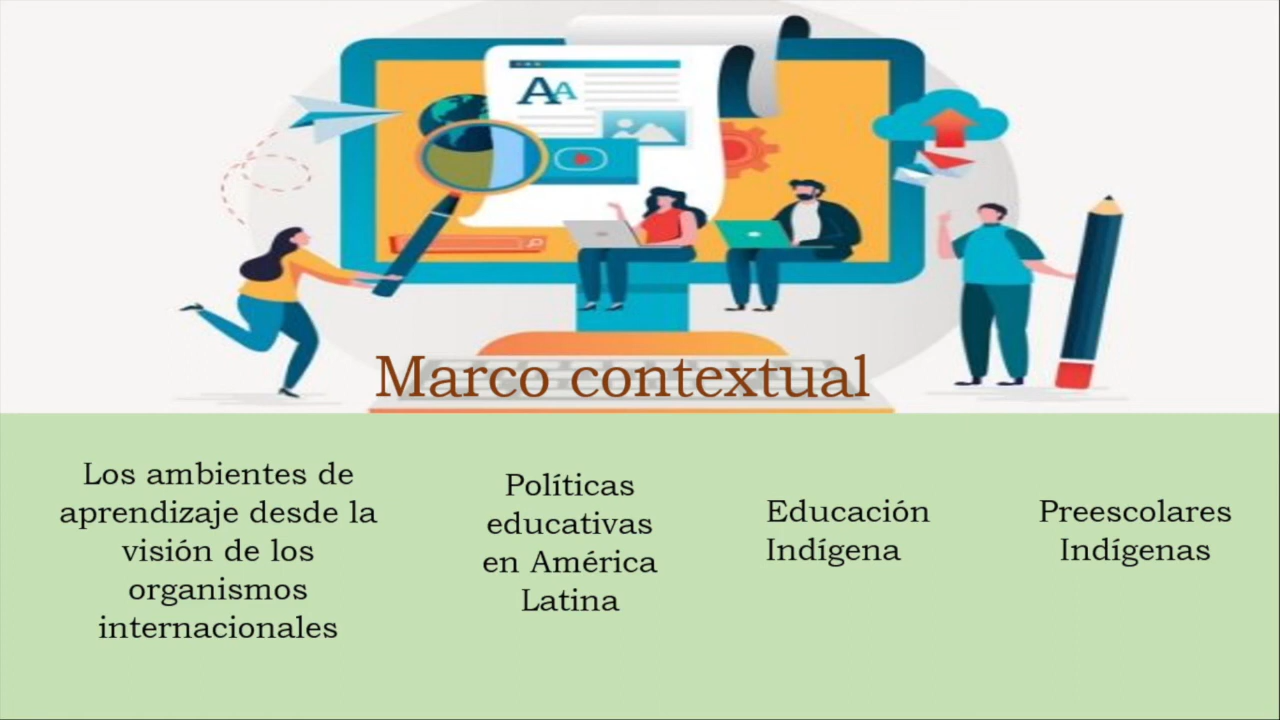 AA
Marco contextual
Los ambientes de
aprendizaje desde la
visión de los
organismos
internacionales
Políticas
educativas
en América
Latina
Educación
Indígena
Preescolares
Indígenas